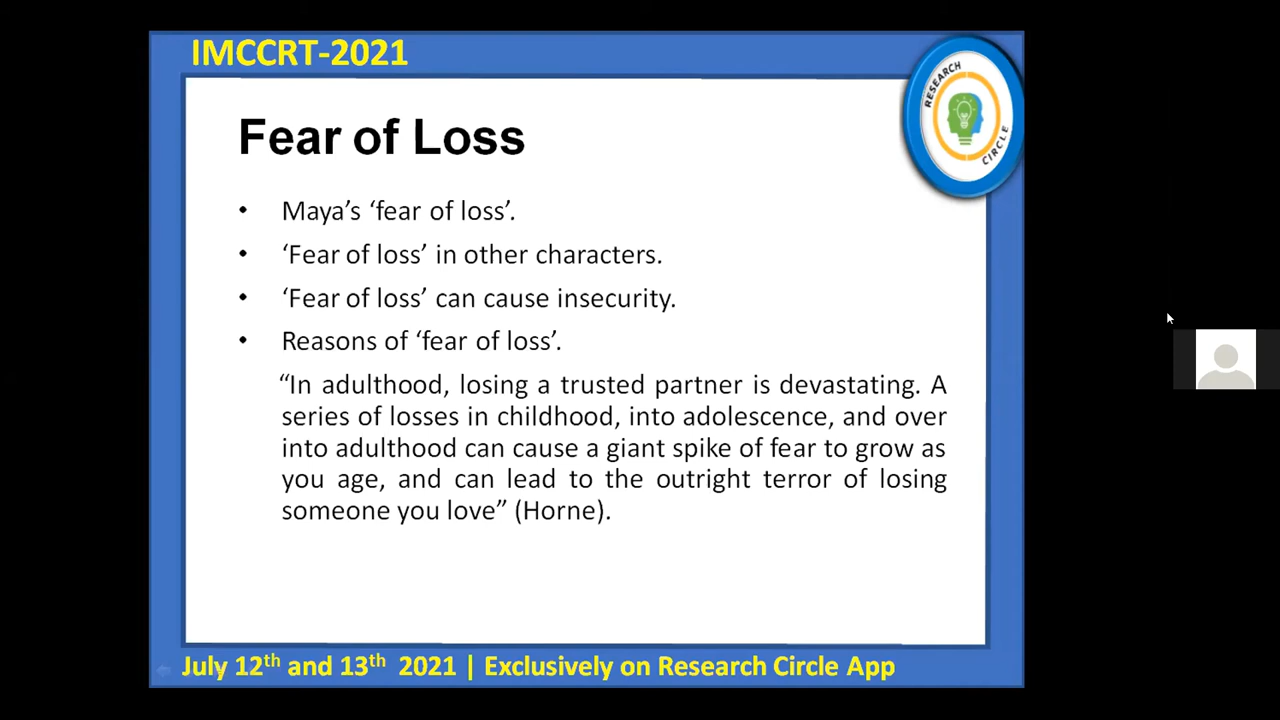 IMCCRT-2021
RESEARCH
CIRCLE
Fear of Loss
• Maya’s ‘fear of loss’.
• ‘Fear of loss’ in other characters.
• ‘Fear of loss’ can cause insecurity.
• Reasons of ‘fear of loss’.
“In adulthood, losing a trusted partner is devastating. A
series of losses in childhood, into adolescence, and over
into adulthood can cause a giant spike of fear to grow as
you age, and can lead to the outright terror of losing
someone you love” (Horne).
July 12th and 13th 2021 | Exclusively on Research Circle App